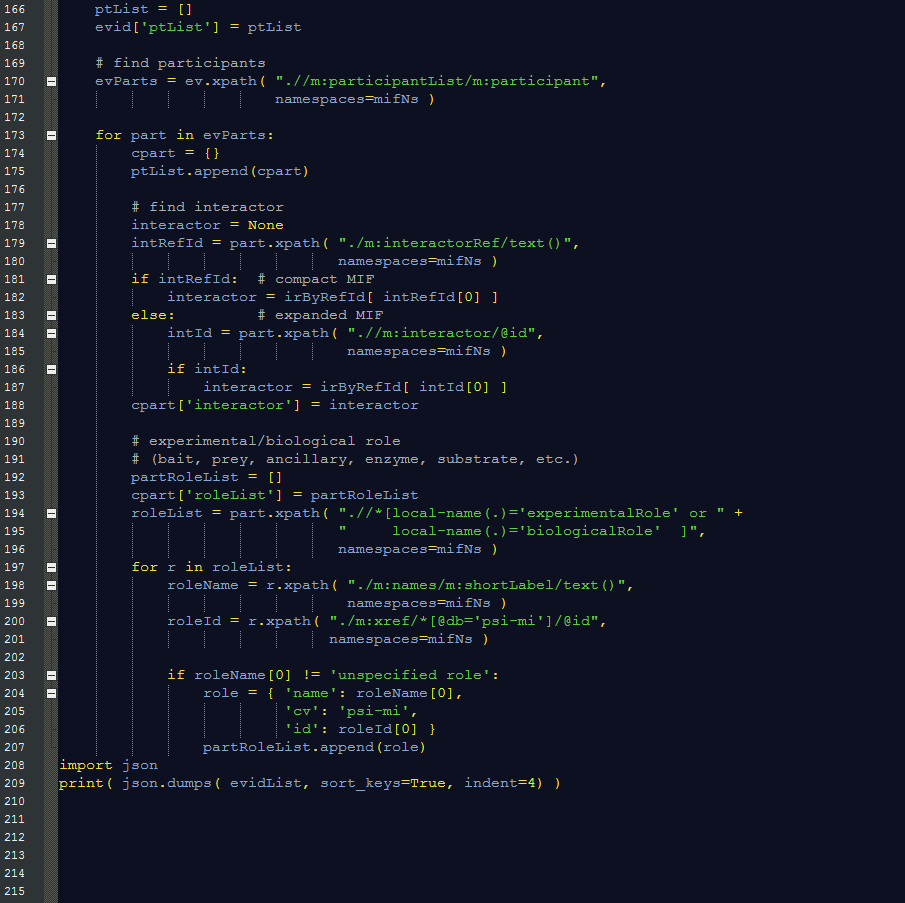 166 ptList = []
167 evid['ptList'] = ptList
168
169 # find participants
170 evParts = ev.xpath( ".//m:participantList/m:participant",
171 namespaces=mifNs )
172
173 for part in evParts:
174 cpart = {}
175 ptList.append(cpart)
176
177 # find interactor
178 interactor = None
179 intRefId = part.xpath( "./m:interactorRef/text()",
180 namespaces=mifNs )
181 if intRefId:  # compact MIF
182 interactor = irByRefId[ intRefId[0] ]
183 else:         # expanded MIF
184 intId = part.xpath( ".//m:interactor/@id",
185 namespaces=mifNs )
186 if intId:
187 interactor = irByRefId[ intId[0] ]
188 cpart['interactor'] = interactor
189
190 # experimental/biological role
191 # (bait, prey, ancillary, enzyme, substrate, etc.)
192 partRoleList = []
193 cpart['roleList'] = partRoleList
194 roleList = part.xpath( ".//*[local-name(.)='experimentalRole' or " +
195 "     local-name(.)='biologicalRole'  ]",
196 namespaces=mifNs )
197 for r in roleList:
198 roleName = r.xpath( "./m:names/m:shortLabel/text()",
199 namespaces=mifNs )
200 roleId = r.xpath( "./m:xref/*[@db='psi-mi']/@id",
201 namespaces=mifNs )
202
203 if roleName[0] != 'unspecified role':
204 role = { 'name': roleName[0],
205 'cv': 'psi-mi',
206 'id': roleId[0] }
207 partRoleList.append(role)
208 import json
209 print( json.dumps( evidList, sort_keys=True, indent=4) )
210
211
212
213
214
215